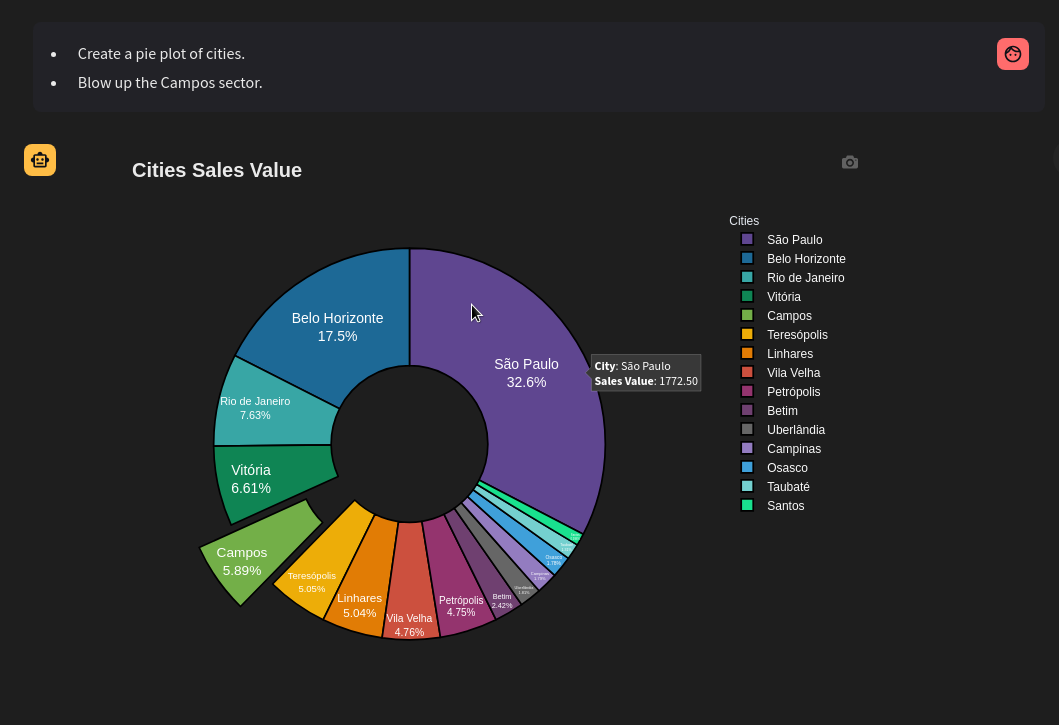 Create a pie plot of cities.
Blow up the Campos sector.
Cities Sales Value
Cities
São Paulo
Belo Horizonte
Rio de Janeiro
Vitória
Campos
Teresópolis
Linhares
Vila Velha
Petrópolis
Betim
Uberlândia
Campinas
Osasco
Taubaté
Santos
Belo Horizonte
17.5%
São Paulo
32.6%
City: São Paulo
Sales Value: 1772.50
Rio de Janeiro
7.63%
Vitória
6.61%
Campos
5.89%
Teresópolis
5.05%
Linhares
5.04%
Vila Velha
4.76%
Petrópolis
4.75%
Betim
2.42%
Osasco
1.78%